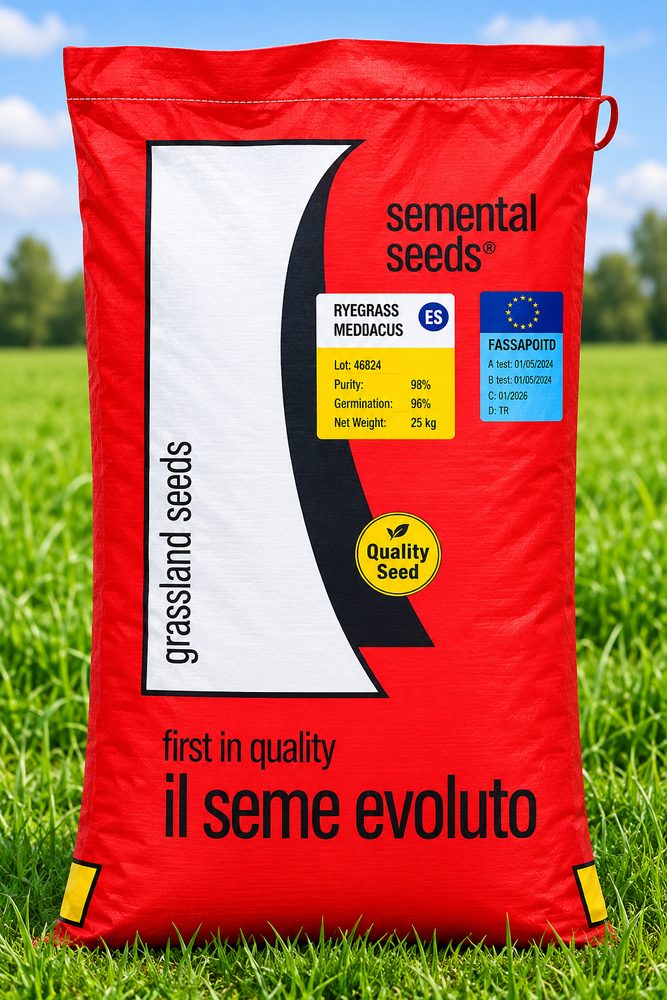 semental
seeds®
RYEGRASS
MEDDACUS
ES
Lot: 46824
Purity: 98%
Germination: 96%
Net Weight: 25 kg
FASSAPOITD
A test: 01/05/2024
B test: 01/05/2024
C: 01/2026
D: TR
grassland seeds
Quality
Seed
first in quality
il seme evoluto